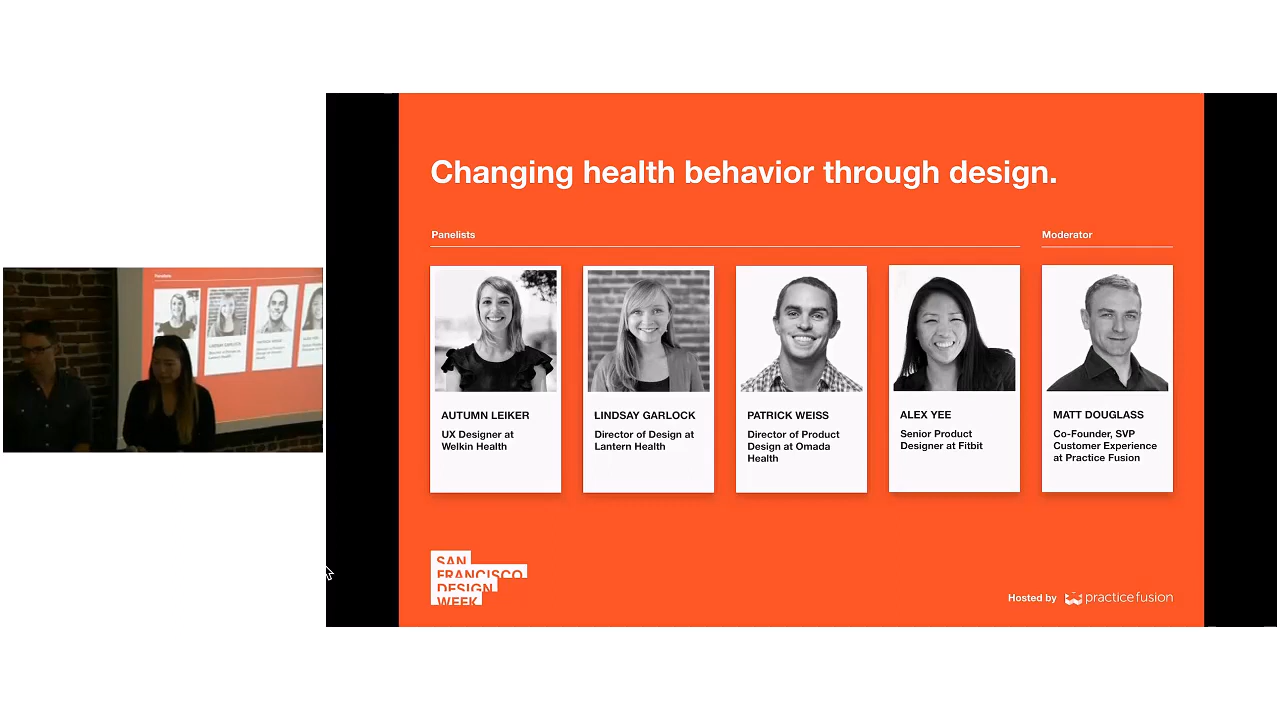 Changing health behavior through design.
Panelists
Moderator
AUTUMN LEIKER
UX Designer at
Welkin Health
LINDSAY GARLOCK
Director of Design at
Lantern Health
PATRICK WEISS
Director of Product
Design at Omada
Health
ALEX YEE
Senior Product
Designer at Fitbit
MATT DOUGLASS
Co-Founder, SVP
Customer Experience
at Practice Fusion
SAN
FRANCISCO
DESIGN
WEEK
Hosted by practice fusion